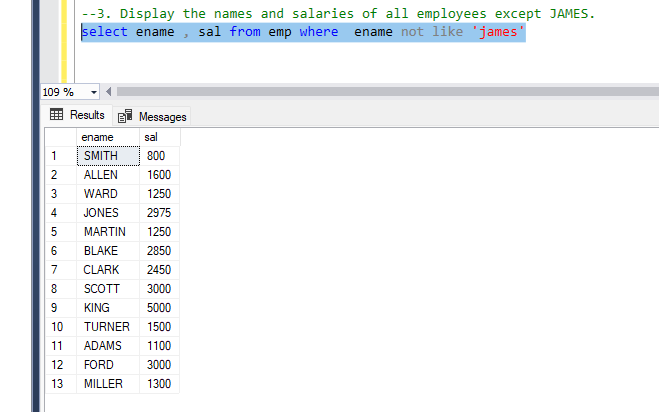 --3. Display the names and salaries of all employees except JAMES.
select ename , sal from emp where  ename not like 'james'
109 %
Results Messages
ename sal
1 SMITH 800
2 ALLEN 1600
3 WARD 1250
4 JONES 2975
5 MARTIN 1250
6 BLAKE 2850
7 CLARK 2450
8 SCOTT 3000
9 KING 5000
10 TURNER 1500
11 ADAMS 1100
12 FORD 3000
13 MILLER 1300